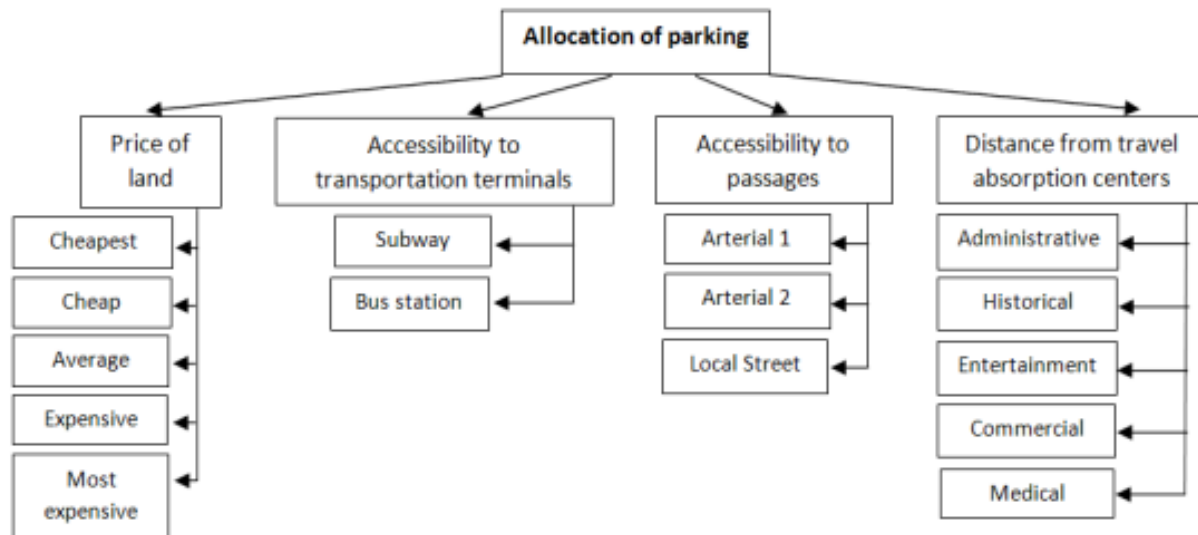 Allocation of parking
Price of
land
Cheapest
Cheap
Average
Expensive
Most
expensive
Accessibility to
transportation terminals
Subway
Bus station
Accessibility to
passages
Arterial 1
Arterial 2
Local Street
Distance from travel
absorption centers
Administrative
Historical
Entertainment
Commercial
Medical